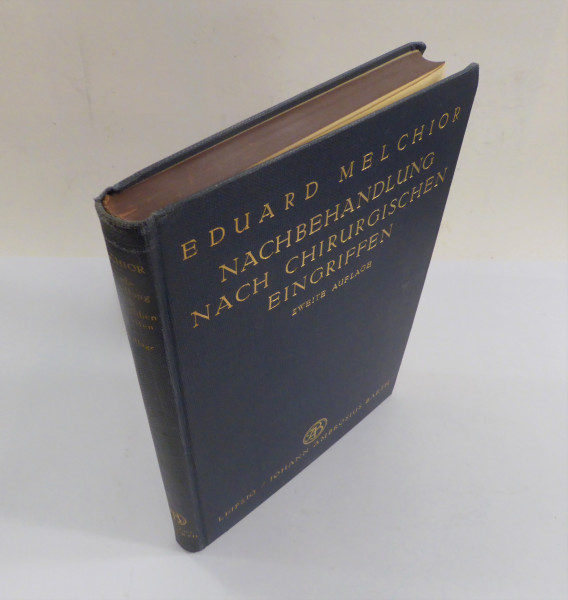 EDUARD MELCHIOR
NACHBEHANDLUNG
NACH CHIRURGISCHEN
EINGRIFFEN
ZWEITE AUFLAGE
LEIPZIG / JOHANN AMBROSIUS BARTH